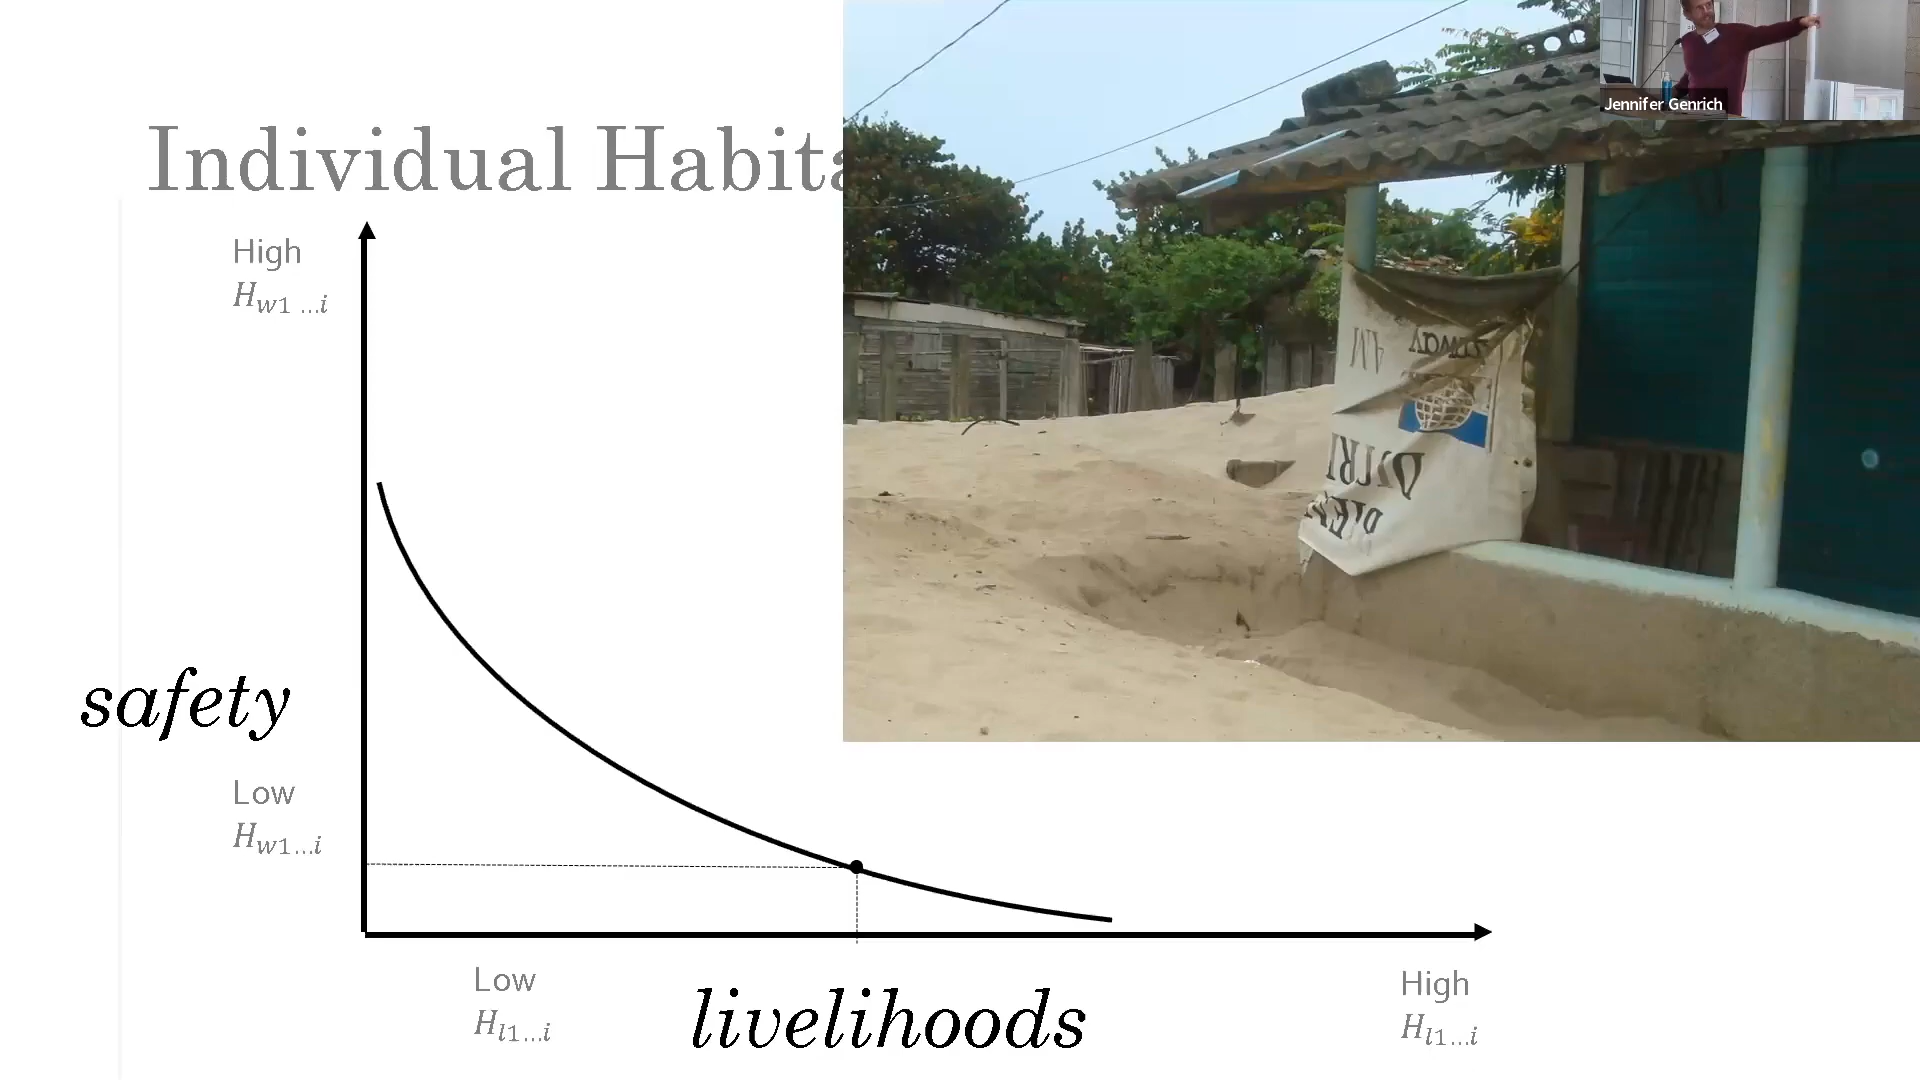 Individual Habita
Jennifer Genrich
High
H_{w1 ...i}
safety
Low
H_{w1...i}
Low
H_{l1...i}
livelihoods
High
H_{l1...i}